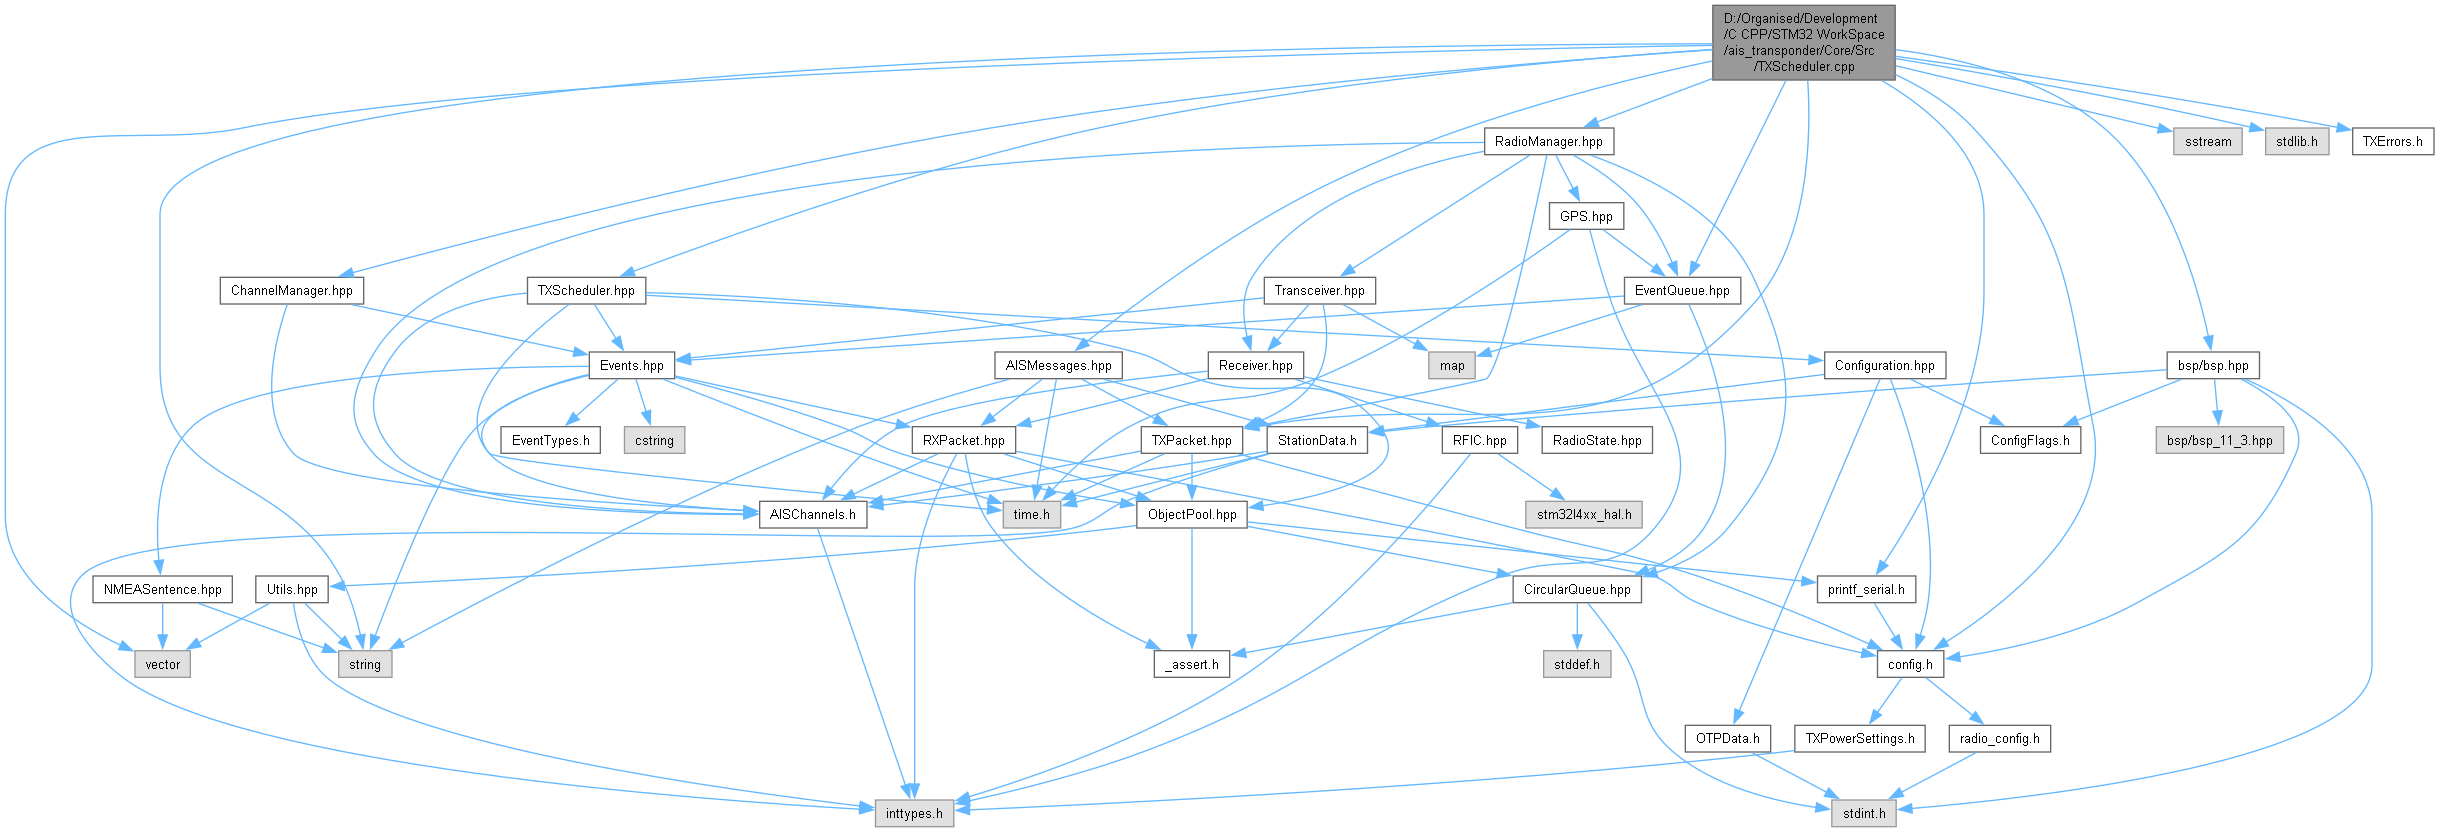 D:/Organised/Development
/C CPP/STM32 WorkSpace
/ais_transponder/Core/Src
/TXScheduler.cpp
RadioManager.hpp
sstream
stdlib.h
TXErrors.h
GPS.hpp
ChannelManager.hpp
TXScheduler.hpp
Transceiver.hpp
EventQueue.hpp
Events.hpp
AISMessages.hpp
Receiver.hpp
map
Configuration.hpp
bsp/bsp.hpp
EventTypes.h
cstring
RXPacket.hpp
TXPacket.hpp
StationData.h
RFIC.hpp
RadioState.hpp
ConfigFlags.h
bsp/bsp_11_3.hpp
AISChannels.h
time.h
ObjectPool.hpp
stm32l4xx_hal.h
NMEASentence.hpp
Utils.hpp
CircularQueue.hpp
printf_serial.h
vector
string
_assert.h
stddef.h
config.h
OTPData.h
TXPowerSettings.h
radio_config.h
inttypes.h
stdint.h